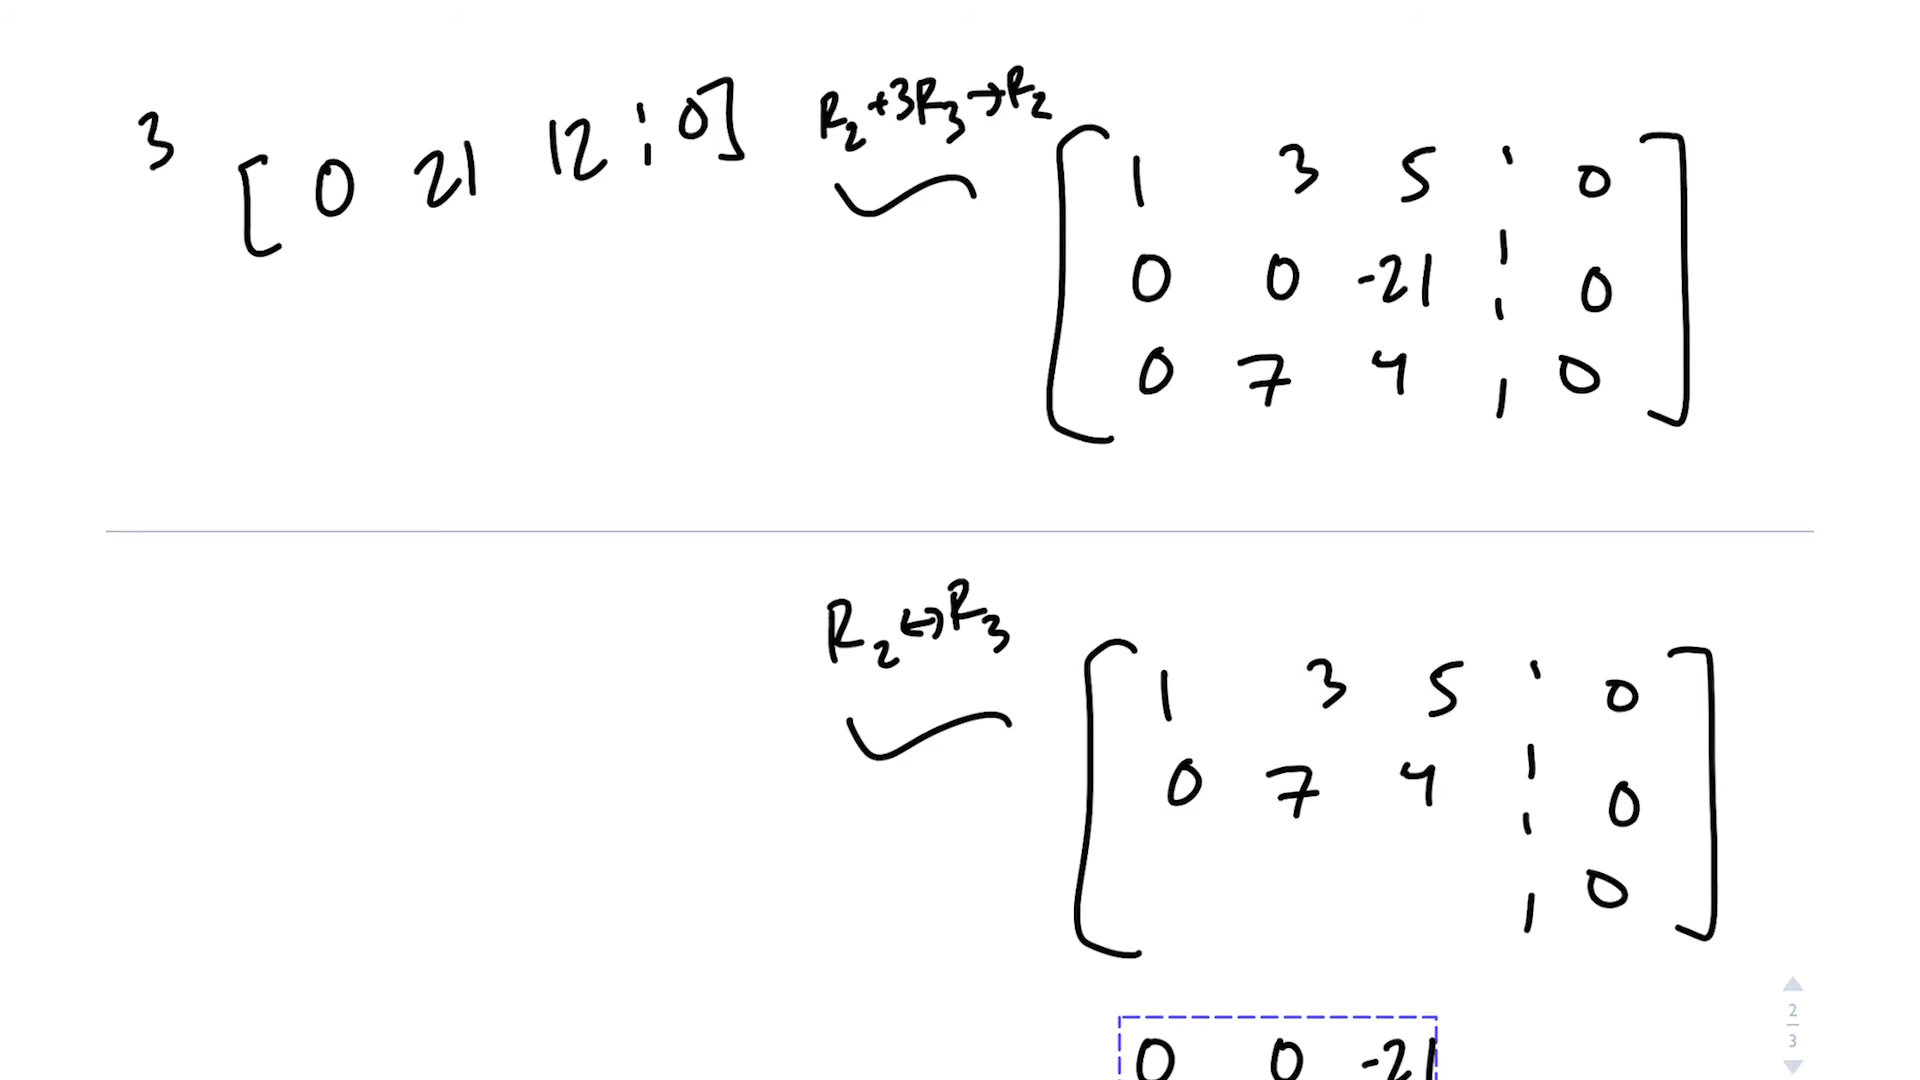 3 [ 0 21 12 ¦ 0 ] R₂ + 3R₃ → R₂
[ 1 3 5 ¦ 0 ]
[ 0 0 -21 ¦ 0 ]
[ 0 7 4 ¦ 0 ]
R₂ ↔ R₃
[ 1 3 5 ¦ 0 ]
[ 0 7 4 ¦ 0 ]
[ ¦ 0 ]
0 0 -21
2
3